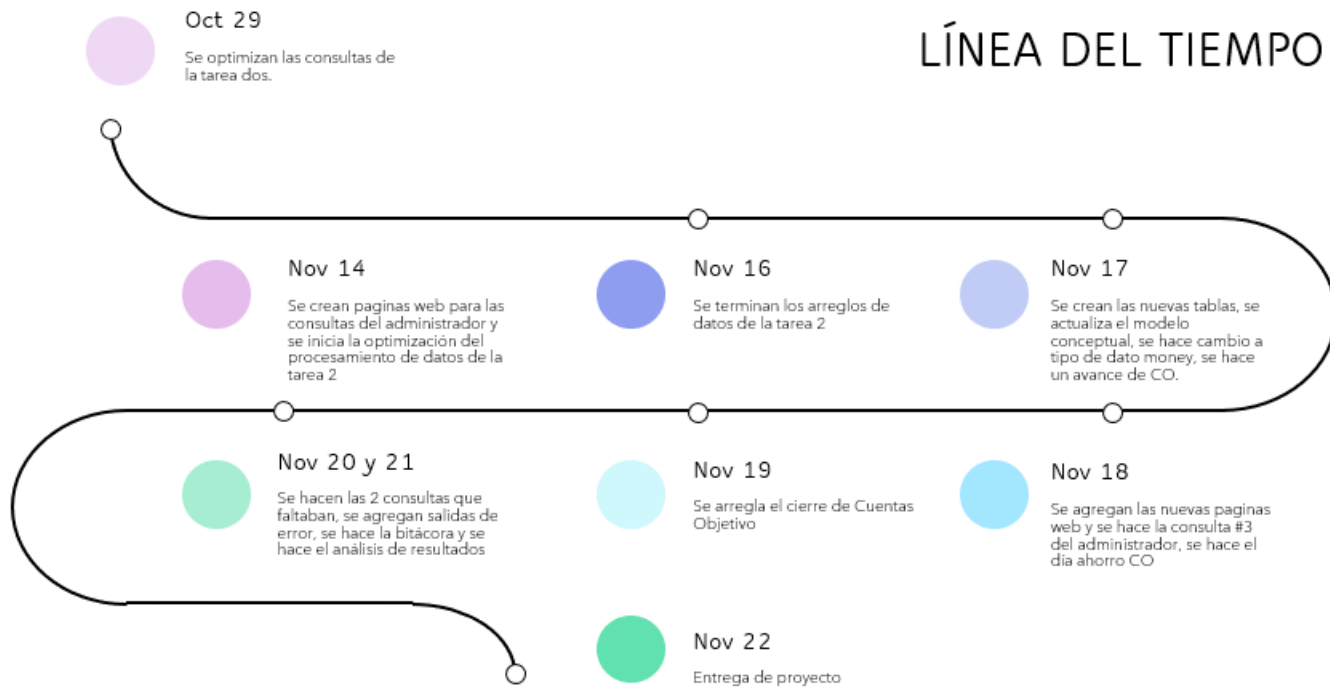 LÍNEA DEL TIEMPO
Oct 29
Se optimizan las consultas de
la tarea dos.
Nov 14
Se crean paginas web para las
consultas del administrador y
se inicia la optimización del
procesamiento de datos de la
tarea 2
Nov 16
Se terminan los arreglos de
datos de la tarea 2
Nov 17
Se crean las nuevas tablas, se
actualiza el modelo
conceptual, se hace cambio a
tipo de dato money, se hace
un avance de CO.
Nov 18
Se agregan las nuevas paginas
web y se hace la consulta #3
del administrador, se hace el
día ahorro CO
Nov 19
Se arregla el cierre de Cuentas
Objetivo
Nov 20 y 21
Se hacen las 2 consultas que
faltaban, se agregan salidas de
error, se hace la bitácora y se
hace el análisis de resultados
Nov 22
Entrega de proyecto